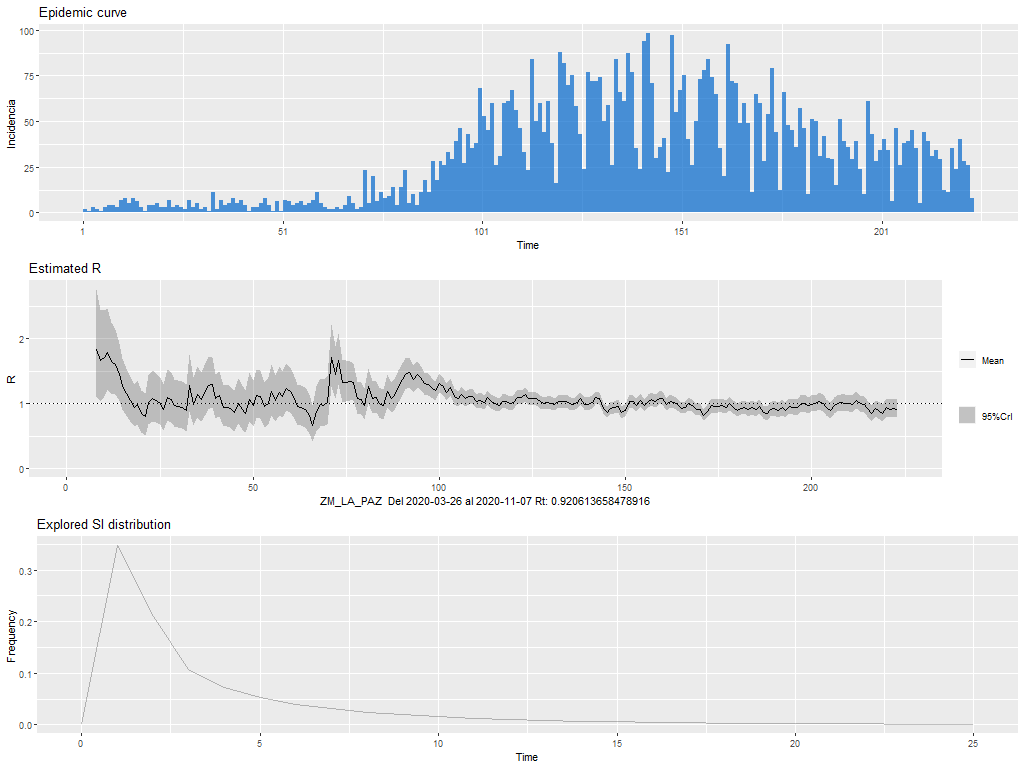 Epidemic curve
100
75
50
25
0
Incidencia
1 51 101 151 201
Time
Estimated R
2
1
0
R
Mean
95%CrI
0 50 100 150 200
ZM_LA_PAZ Del 2020-03-26 al 2020-11-07 Rt: 0.920613658478916
Explored SI distribution
0.3
0.2
0.1
0.0
Frequency
0 5 10 15 20 25
Time